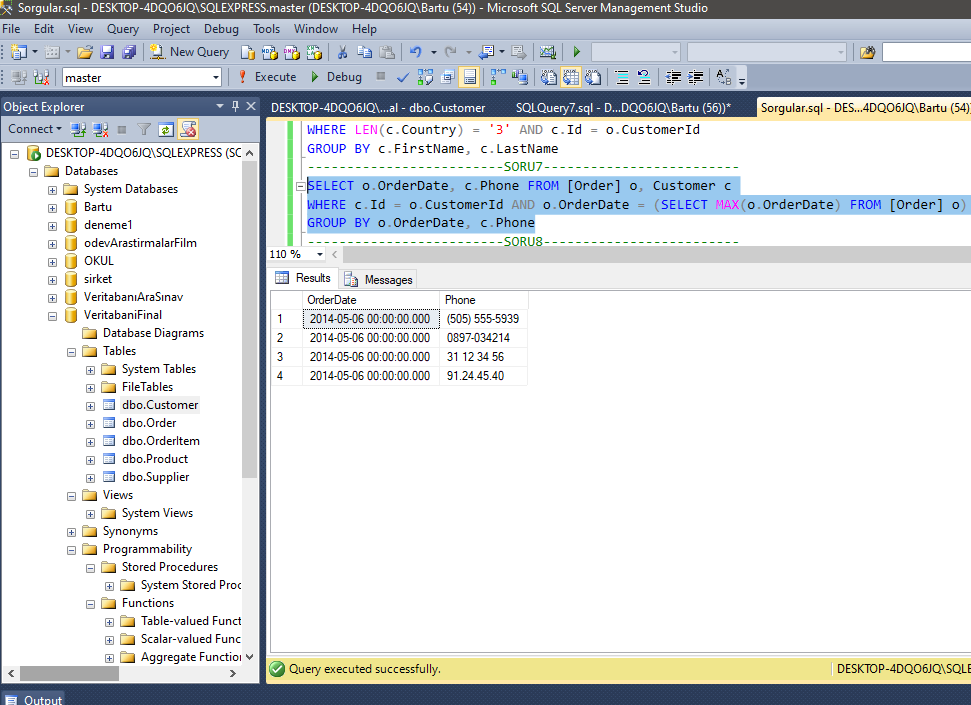 Sorgular.sql - DESKTOP-4DQO6JQ\SQLEXPRESS.master (DESKTOP-4DQO6JQ\Bartu (54)) - Microsoft SQL Server Management Studio
File Edit View Query Project Debug Tools Window Help
New Query
master Execute Debug
Object Explorer
Connect
DESKTOP-4DQO6JQ\SQLEXPRESS (SC
Databases
System Databases
Bartu
deneme1
odevArastirmalarFilm
OKUL
sirket
VeritabanıAraSınav
VeritabaniFinal
Database Diagrams
Tables
System Tables
FileTables
dbo.Customer
dbo.Order
dbo.OrderItem
dbo.Product
dbo.Supplier
Views
System Views
Synonyms
Programmability
Stored Procedures
System Stored Proc
Functions
Table-valued Funct
Scalar-valued Func
Aggregate Function
DESKTOP-4DQO6JQ\...al - dbo.Customer SQLQuery7.sql - D...DQO6JQ\Bartu (56))* Sorgular.sql - DES...4DQO6JQ\Bartu (54)
WHERE LEN(c.Country) = '3' AND c.Id = o.CustomerId
GROUP BY c.FirstName, c.LastName
-------------------------SORU7-------------------------
SELECT o.OrderDate, c.Phone FROM [Order] o, Customer c
WHERE c.Id = o.CustomerId AND o.OrderDate = (SELECT MAX(o.OrderDate) FROM [Order] o)
GROUP BY o.OrderDate, c.Phone
-------------------------SORU8-------------------------
110 %
Results Messages
OrderDate Phone
1 2014-05-06 00:00:00.000 (505) 555-5939
2 2014-05-06 00:00:00.000 0897-034214
3 2014-05-06 00:00:00.000 31 12 34 56
4 2014-05-06 00:00:00.000 91.24.45.40
Query executed successfully. DESKTOP-4DQO6JQ\SQLE
Output